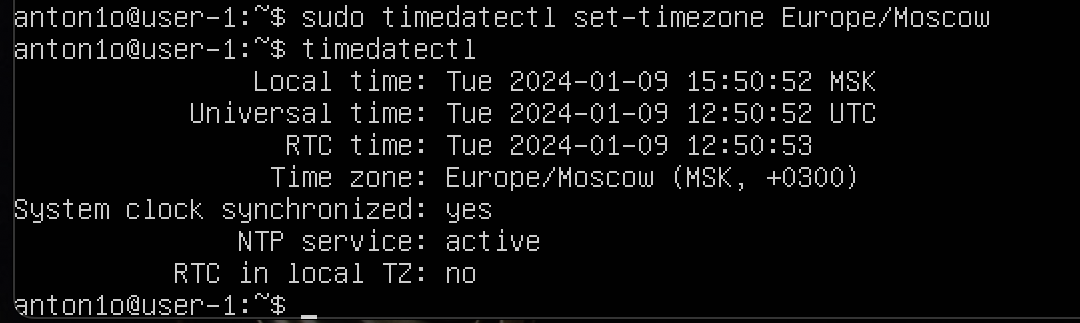 anton1o@user-1:~$ sudo timedatectl set-timezone Europe/Moscow
anton1o@user-1:~$ timedatectl
Local time: Tue 2024-01-09 15:50:52 MSK
Universal time: Tue 2024-01-09 12:50:52 UTC
RTC time: Tue 2024-01-09 12:50:53
Time zone: Europe/Moscow (MSK, +0300)
System clock synchronized: yes
NTP service: active
RTC in local TZ: no
anton1o@user-1:~$ _